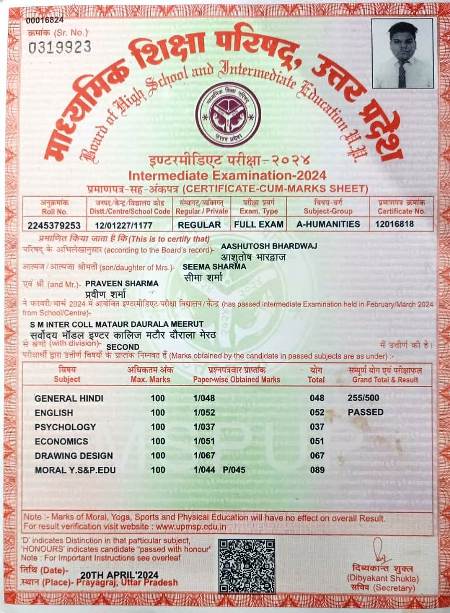 00016824
क्रमांक (Sr. No.)
0319923
माध्यमिक शिक्षा परिषद्, उत्तर प्रदेश
Board of High School and Intermediate Education U.P.
इण्टरमीडिएट परीक्षा-२०२४
Intermediate Examination-2024
प्रमाणपत्र-सह-अंकपत्र (CERTIFICATE-CUM-MARKS SHEET)
अनुक्रमांक जनपद/केन्द्र/विद्यालय कोड संस्थागत/व्यक्तिगत परीक्षा प्रकार विषय-वर्ग प्रमाणपत्र क्रमांक
Roll No. Distt./Centre/School Code Regular / Private Exam. Type Subject-Group Certificate No.
2245379253 12/01227/1177 REGULAR FULL EXAM A-HUMANITIES 12016818
प्रमाणित किया जाता है कि (This is to certify that)
परिषद् के अभिलेखानुसार (according to the Board's record)- AASHUTOSH BHARDWAJ
आशुतोष भारद्वाज
आत्मज / आत्मजा श्रीमती (son/daughter of Mrs.)- SEEMA SHARMA
सीमा शर्मा
एवं श्री (and Mr.)- PRAVEEN SHARMA
प्रवीण शर्मा
ने फरवरी/मार्च 2024 में आयोजित इण्टरमीडिएट परीक्षा विद्यालय / केन्द्र (has passed Intermediate Examination held in February/March 2024
from School/Centre)-
S M INTER COLL MATAUR DAURALA MEERUT
सर्वोदय मॉडल इण्टर कालिज मटौर दौराला मेरठ
से श्रेणी (with division)- SECOND में उत्तीर्ण की है।
परीक्षार्थी द्वारा उत्तीर्ण विषयों के प्राप्तांक निम्नवत हैं (Marks obtained by the candidate in passed subjects are as under) :-
विषय अधिकतम अंक प्रश्नपत्रवार प्राप्तांक योग सम्पूर्ण योग एवं परीक्षाफल
Subject Max. Marks Paper-wise Obtained Marks Total Grand Total & Result
GENERAL HINDI 100 1/048 048 255/500
ENGLISH 100 1/052 052 PASSED
PSYCHOLOGY 100 1/037 037
ECONOMICS 100 1/051 051
DRAWING DESIGN 100 1/067 067
MORAL Y.S&P.EDU 100 1/044 P/045 089
Note :- Marks of Moral, Yoga, Sports and Physical Education will have no effect on overall Result.
For result verification visit website : www.upmsp.edu.in
'D' indicates Distinction in that particular subject,
'HONOURS' indicates candidate "passed with honour"
Note :- For Important Instructions see overleaf
तिथि (Date)- 20TH APRIL'2024
स्थान (Place)- Prayagraj, Uttar Pradesh
दिब्यकान्त शुक्ल
(Dibyakant Shukla)
सचिव (Secretary)